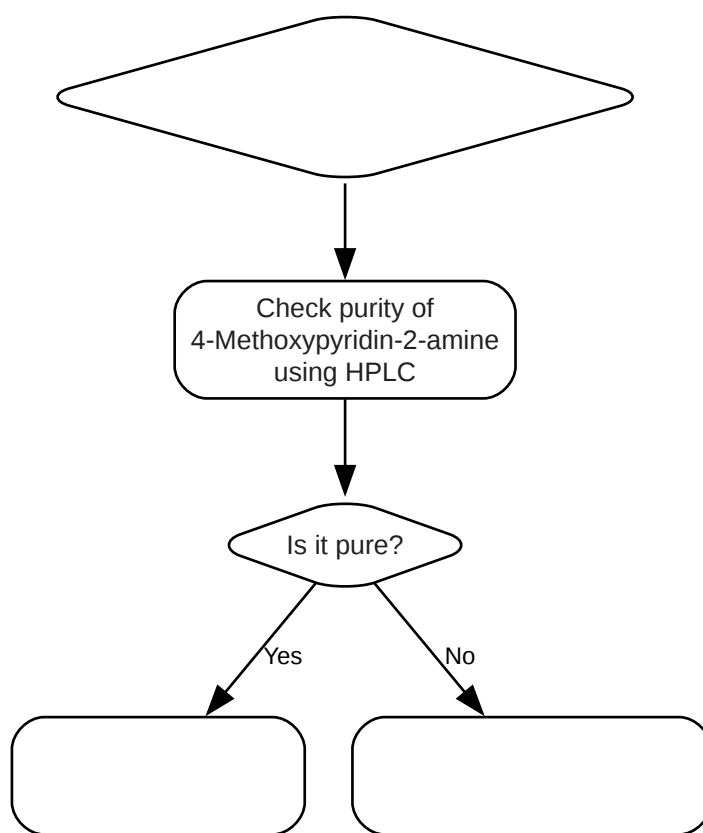 Check purity of
4-Methoxypyridin-2-amine
using HPLC
Is it pure?
Yes
No